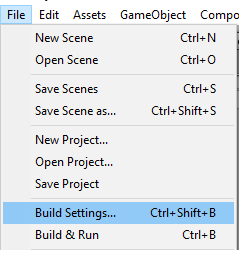 File Edit Assets GameObject Compo
New Scene Ctrl+N
Open Scene Ctrl+O
Save Scenes Ctrl+S
Save Scene as... Ctrl+Shift+S
New Project...
Open Project...
Save Project
Build Settings... Ctrl+Shift+B
Build & Run Ctrl+B